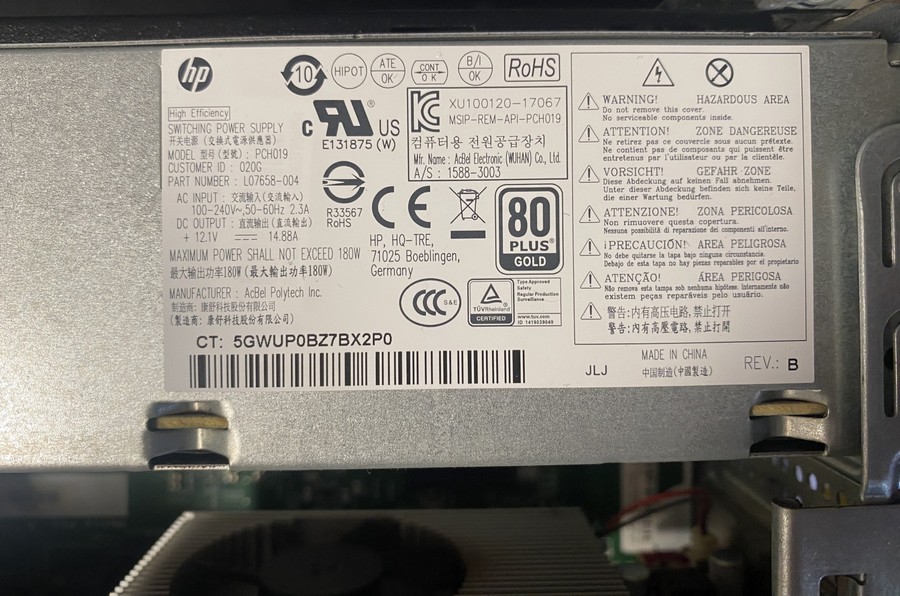 hp
10
HIPOT
ATE
OK
CONT.
OK
B/I
OK
RoHS
High Efficiency
SWITCHING POWER SUPPLY
开关电源 (交換式電源供應器)
MODEL 型号(型號): PCH019
CUSTOMER ID : 020G
PART NUMBER : L07658-004
AC INPUT : 交流输入(交流輸入)
100-240V~,50-60Hz 2.3A
DC OUTPUT : 直流输出(直流輸出)
+ 12.1V 14.88A
MAXIMUM POWER SHALL NOT EXCEED 180W
最大输出功率180W (最大輸出功率180W)
MANUFACTURER : AcBel Polytech Inc.
制造商: 康舒科技股份有限公司
(製造商: 康舒科技股份有限公司)
c RU US
E131875 (W)
R33567
RoHS
XU100120-17067
MSIP-REM-API-PCH019
컴퓨터용 전원공급장치
Mfr. Name : AcBel Electronic (WUHAN) Co., Ltd.
A/S : 1588-3003
CE
HP, HQ-TRE,
71025 Boeblingen,
Germany
80
PLUS®
GOLD
CCC S&E
TÜVRheinland
CERTIFIED
Type Approved
Safety
Regular Production
Surveillance
www.tuv.com
ID 1419039049
CT: 5GWUP0BZ7BX2P0
WARNING! HAZARDOUS AREA
Do not remove this cover.
No serviceable components inside.
ATTENTION! ZONE DANGEREUSE
Ne retirez pas ce couvercle sous aucun prétexte.
Ne contient pas de composants qui puissent être
entretenus par l'utilisateur ou par la clientèle.
VORSICHT! GEFAHR ZONE
Diese Abdeckung auf keinen Fall abnehmen.
Unter dieser Abdeckung befinden sich keine Teile,
die einer Wartung bedürfen.
ATTENZIONE! ZONA PERICOLOSA
Non rimuovere questa copertura.
Nessuna possibilità di riparazione dei componenti all'interno.
¡PRECAUCIÓN! AREA PELIGROSA
No debe quitarse la tapa bajo ninguna circunstancia.
Debajo de esta tapa no hay piezas reparables por el propietario
ATENÇÃO! ÁREA PERIGOSA
Não remova esta tampa sob nenhuma hipótese. internamente não
existem peças reparáveis pelo usuário.
警告:内有高压电路,禁止打开
警告:內有高壓電路,禁止打開
JLJ
MADE IN CHINA
中国制造(中國製造)
REV.: B